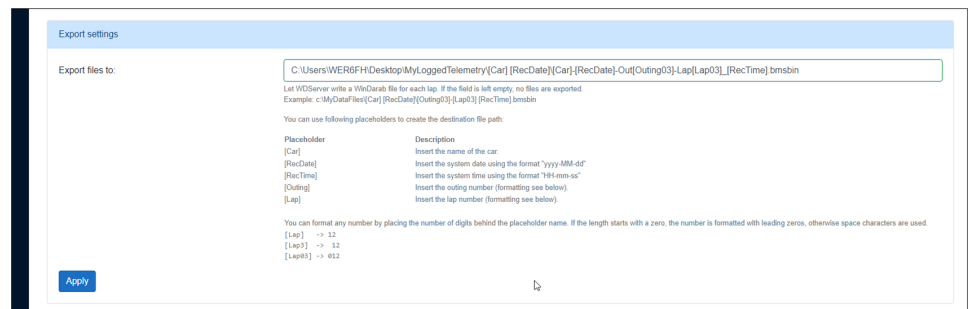 Export settings
Export files to:
C:\Users\WER6FH\Desktop\MyLoggedTelemetry\[Car] [RecDate]\[Car]-[RecDate]-Out[Outing03]-Lap[Lap03]_[RecTime].bmsbin
Let WDServer write a WinDarab file for each lap. If the field is left empty, no files are exported.
Example: c:\MyDataFiles\[Car] [RecDate]\[Outing03]-[Lap03] [RecTime].bmsbin
You can use following placeholders to create the destination file path:
Placeholder Description
[Car] Insert the name of the car.
[RecDate] Insert the system date using the format "yyyy-MM-dd"
[RecTime] Insert the system time using the format "HH-mm-ss"
[Outing] Insert the outing number (formatting see below).
[Lap] Insert the lap number (formatting see below).
You can format any number by placing the number of digits behind the placeholder name. If the length starts with a zero, the number is formatted with leading zeros, otherwise space characters are used.
[Lap] -> 12
[Lap3] ->  12
[Lap03] -> 012
Apply